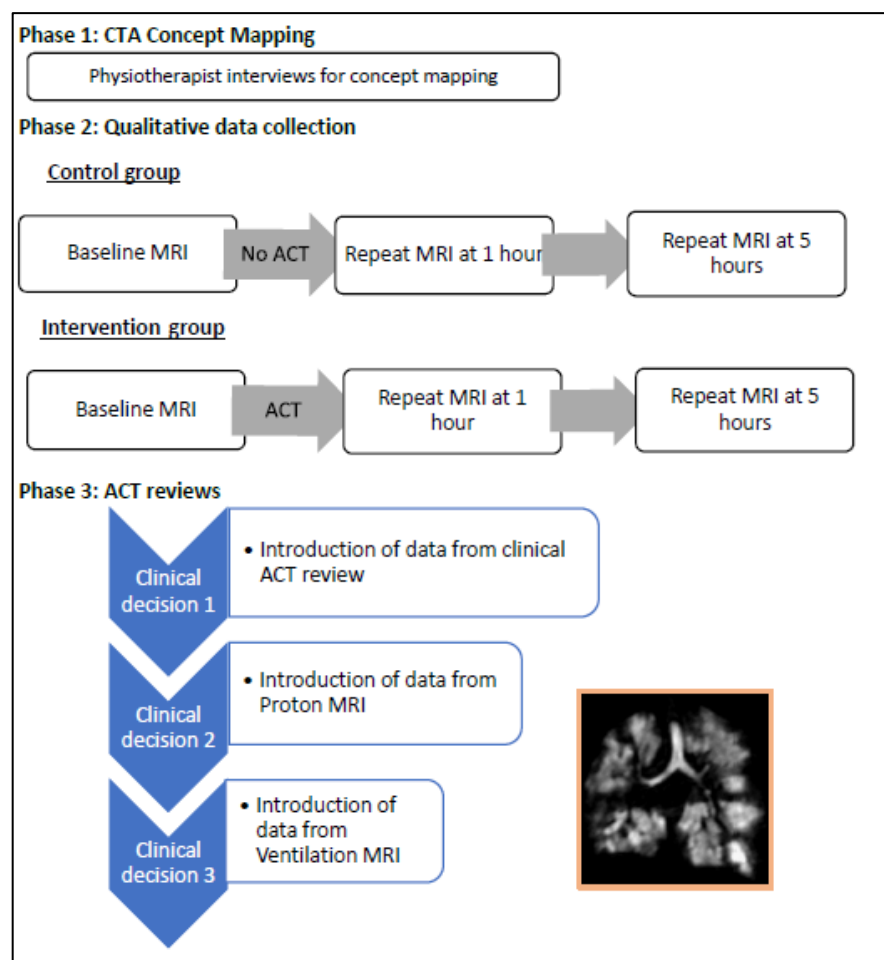 Phase 1: CTA Concept Mapping
Physiotherapist interviews for concept mapping
Phase 2: Qualitative data collection
Control group
Baseline MRI
No ACT
Repeat MRI at 1 hour
Repeat MRI at 5
hours
Intervention group
Baseline MRI
ACT
Repeat MRI at 1
hour
Repeat MRI at 5
hours
Phase 3: ACT reviews
Clinical
decision 1
• Introduction of data from clinical
ACT review
Clinical
decision 2
• Introduction of data from
Proton MRI
Clinical
decision 3
• Introduction of
data from
Ventilation MRI